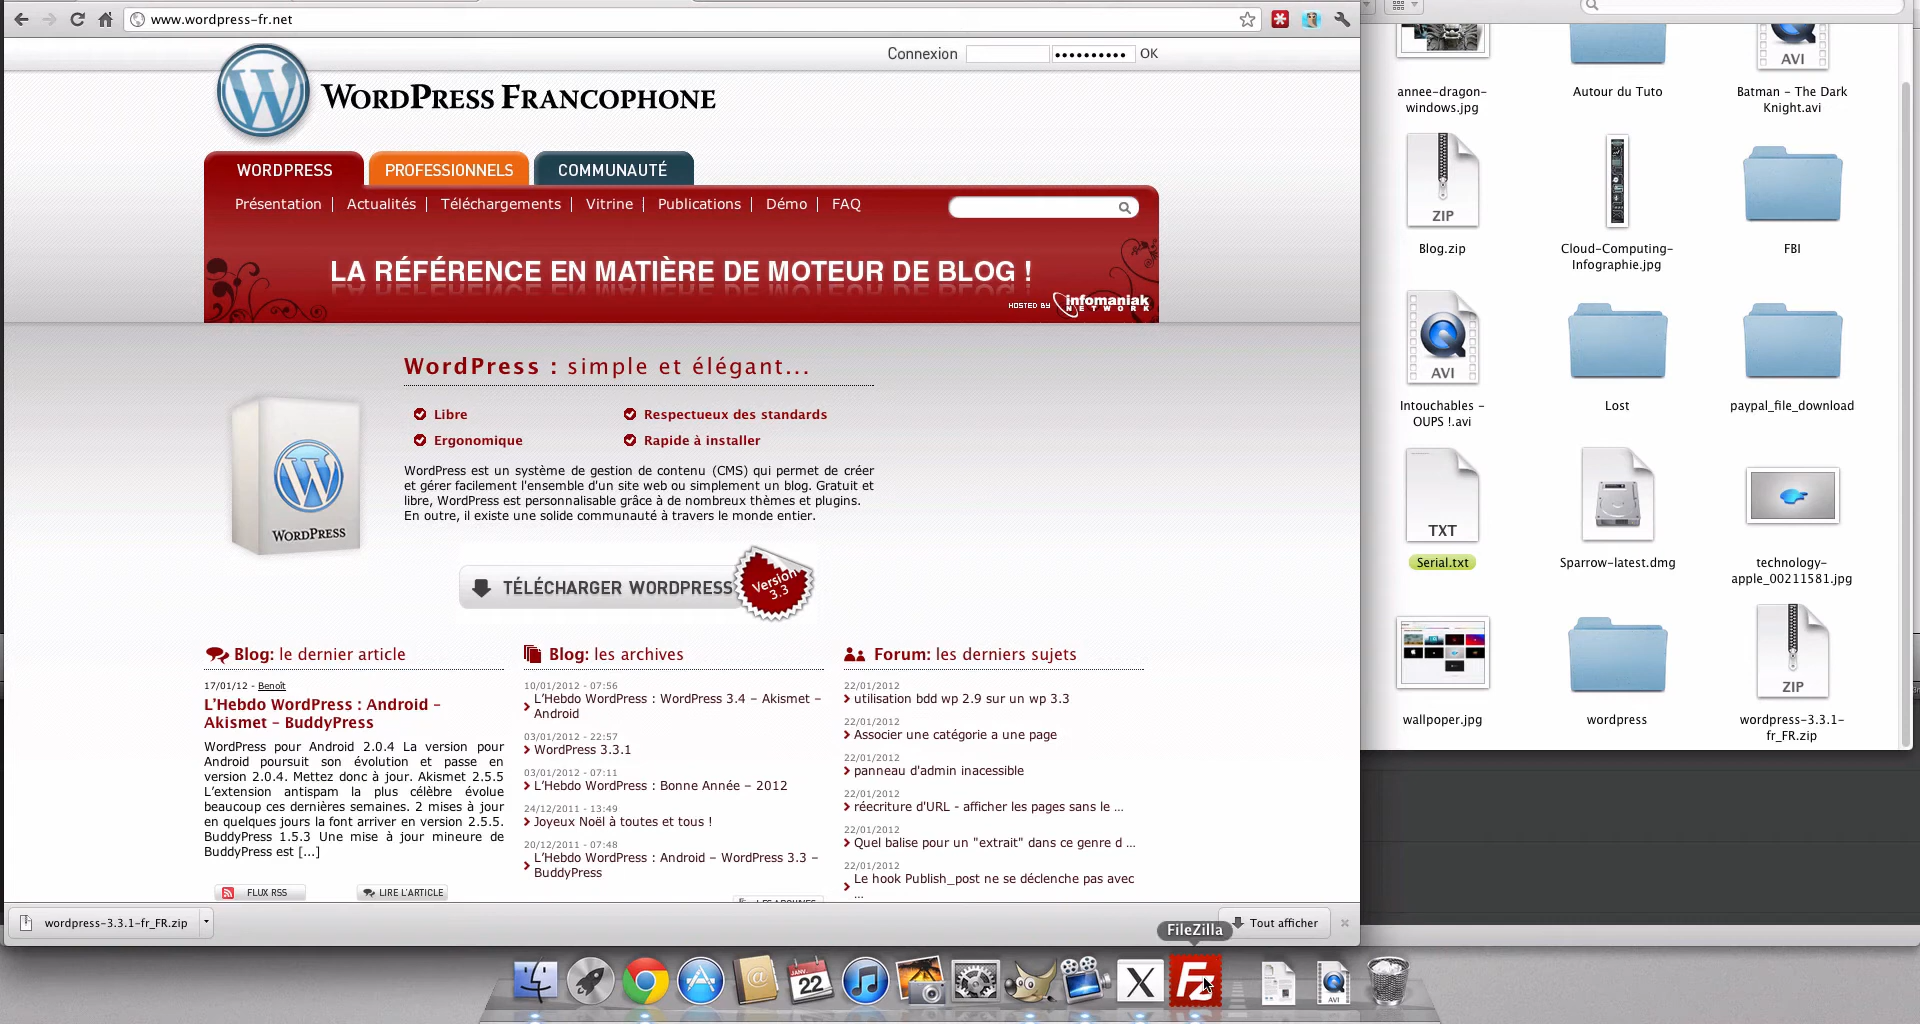 www.wordpress-fr.net
Connexion
OK
WORDPRESS FRANCOPHONE
WORDPRESS
PROFESSIONNELS
COMMUNAUTÉ
Présentation | Actualités | Téléchargements | Vitrine | Publications | Démo | FAQ
LA RÉFÉRENCE EN MATIÈRE DE MOTEUR DE BLOG !
HOSTED BY infomaniak
NETWORK
WordPress : simple et élégant...
Libre
Respectueux des standards
Ergonomique
Rapide à installer
WordPress est un système de gestion de contenu (CMS) qui permet de créer
et gérer facilement l'ensemble d'un site web ou simplement un blog. Gratuit et
libre, WordPress est personnalisable grâce à de nombreux thèmes et plugins.
En outre, il existe une solide communauté à travers le monde entier.
WORDPRESS
TÉLÉCHARGER WORDPRESS
Version
3.3
Blog: le dernier article
17/01/12 - Benoît
L'Hebdo WordPress : Android –
Akismet – BuddyPress
WordPress pour Android 2.0.4 La version pour
Android poursuit son évolution et passe en
version 2.0.4. Mettez donc à jour. Akismet 2.5.5
L'extension antispam la plus célèbre évolue
beaucoup ces dernières semaines. 2 mises à jour
en quelques jours la font arriver en version 2.5.5.
BuddyPress 1.5.3 Une mise à jour mineure de
BuddyPress est [...]
FLUX RSS
LIRE L'ARTICLE
Blog: les archives
10/01/2012 - 07:56
L'Hebdo WordPress : WordPress 3.4 – Akismet –
Android
03/01/2012 - 22:57
WordPress 3.3.1
03/01/2012 - 07:11
L'Hebdo WordPress : Bonne Année – 2012
24/12/2011 - 13:49
Joyeux Noël à toutes et tous !
20/12/2011 - 07:48
L'Hebdo WordPress : Android – WordPress 3.3 –
BuddyPress
Forum: les derniers sujets
22/01/2012
utilisation bdd wp 2.9 sur un wp 3.3
22/01/2012
Associer une catégorie a une page
22/01/2012
panneau d'admin inacessible
22/01/2012
réecriture d'URL - afficher les pages sans le ...
22/01/2012
Quel balise pour un "extrait" dans ce genre d ...
22/01/2012
Le hook Publish_post ne se déclenche pas avec
...
wordpress-3.3.1-fr_FR.zip
Tout afficher
FileZilla
AVI
annee-dragon-
windows.jpg
Autour du Tuto
Batman – The Dark
Knight.avi
ZIP
Blog.zip
Cloud-Computing-
Infographie.jpg
FBI
AVI
Intouchables –
OUPS !.avi
Lost
paypal_file_download
TXT
Serial.txt
Sparrow-latest.dmg
technology-
apple_00211581.jpg
wallpoper.jpg
wordpress
ZIP
wordpress-3.3.1-
fr_FR.zip
JANV.
22
X
FZ
AVI